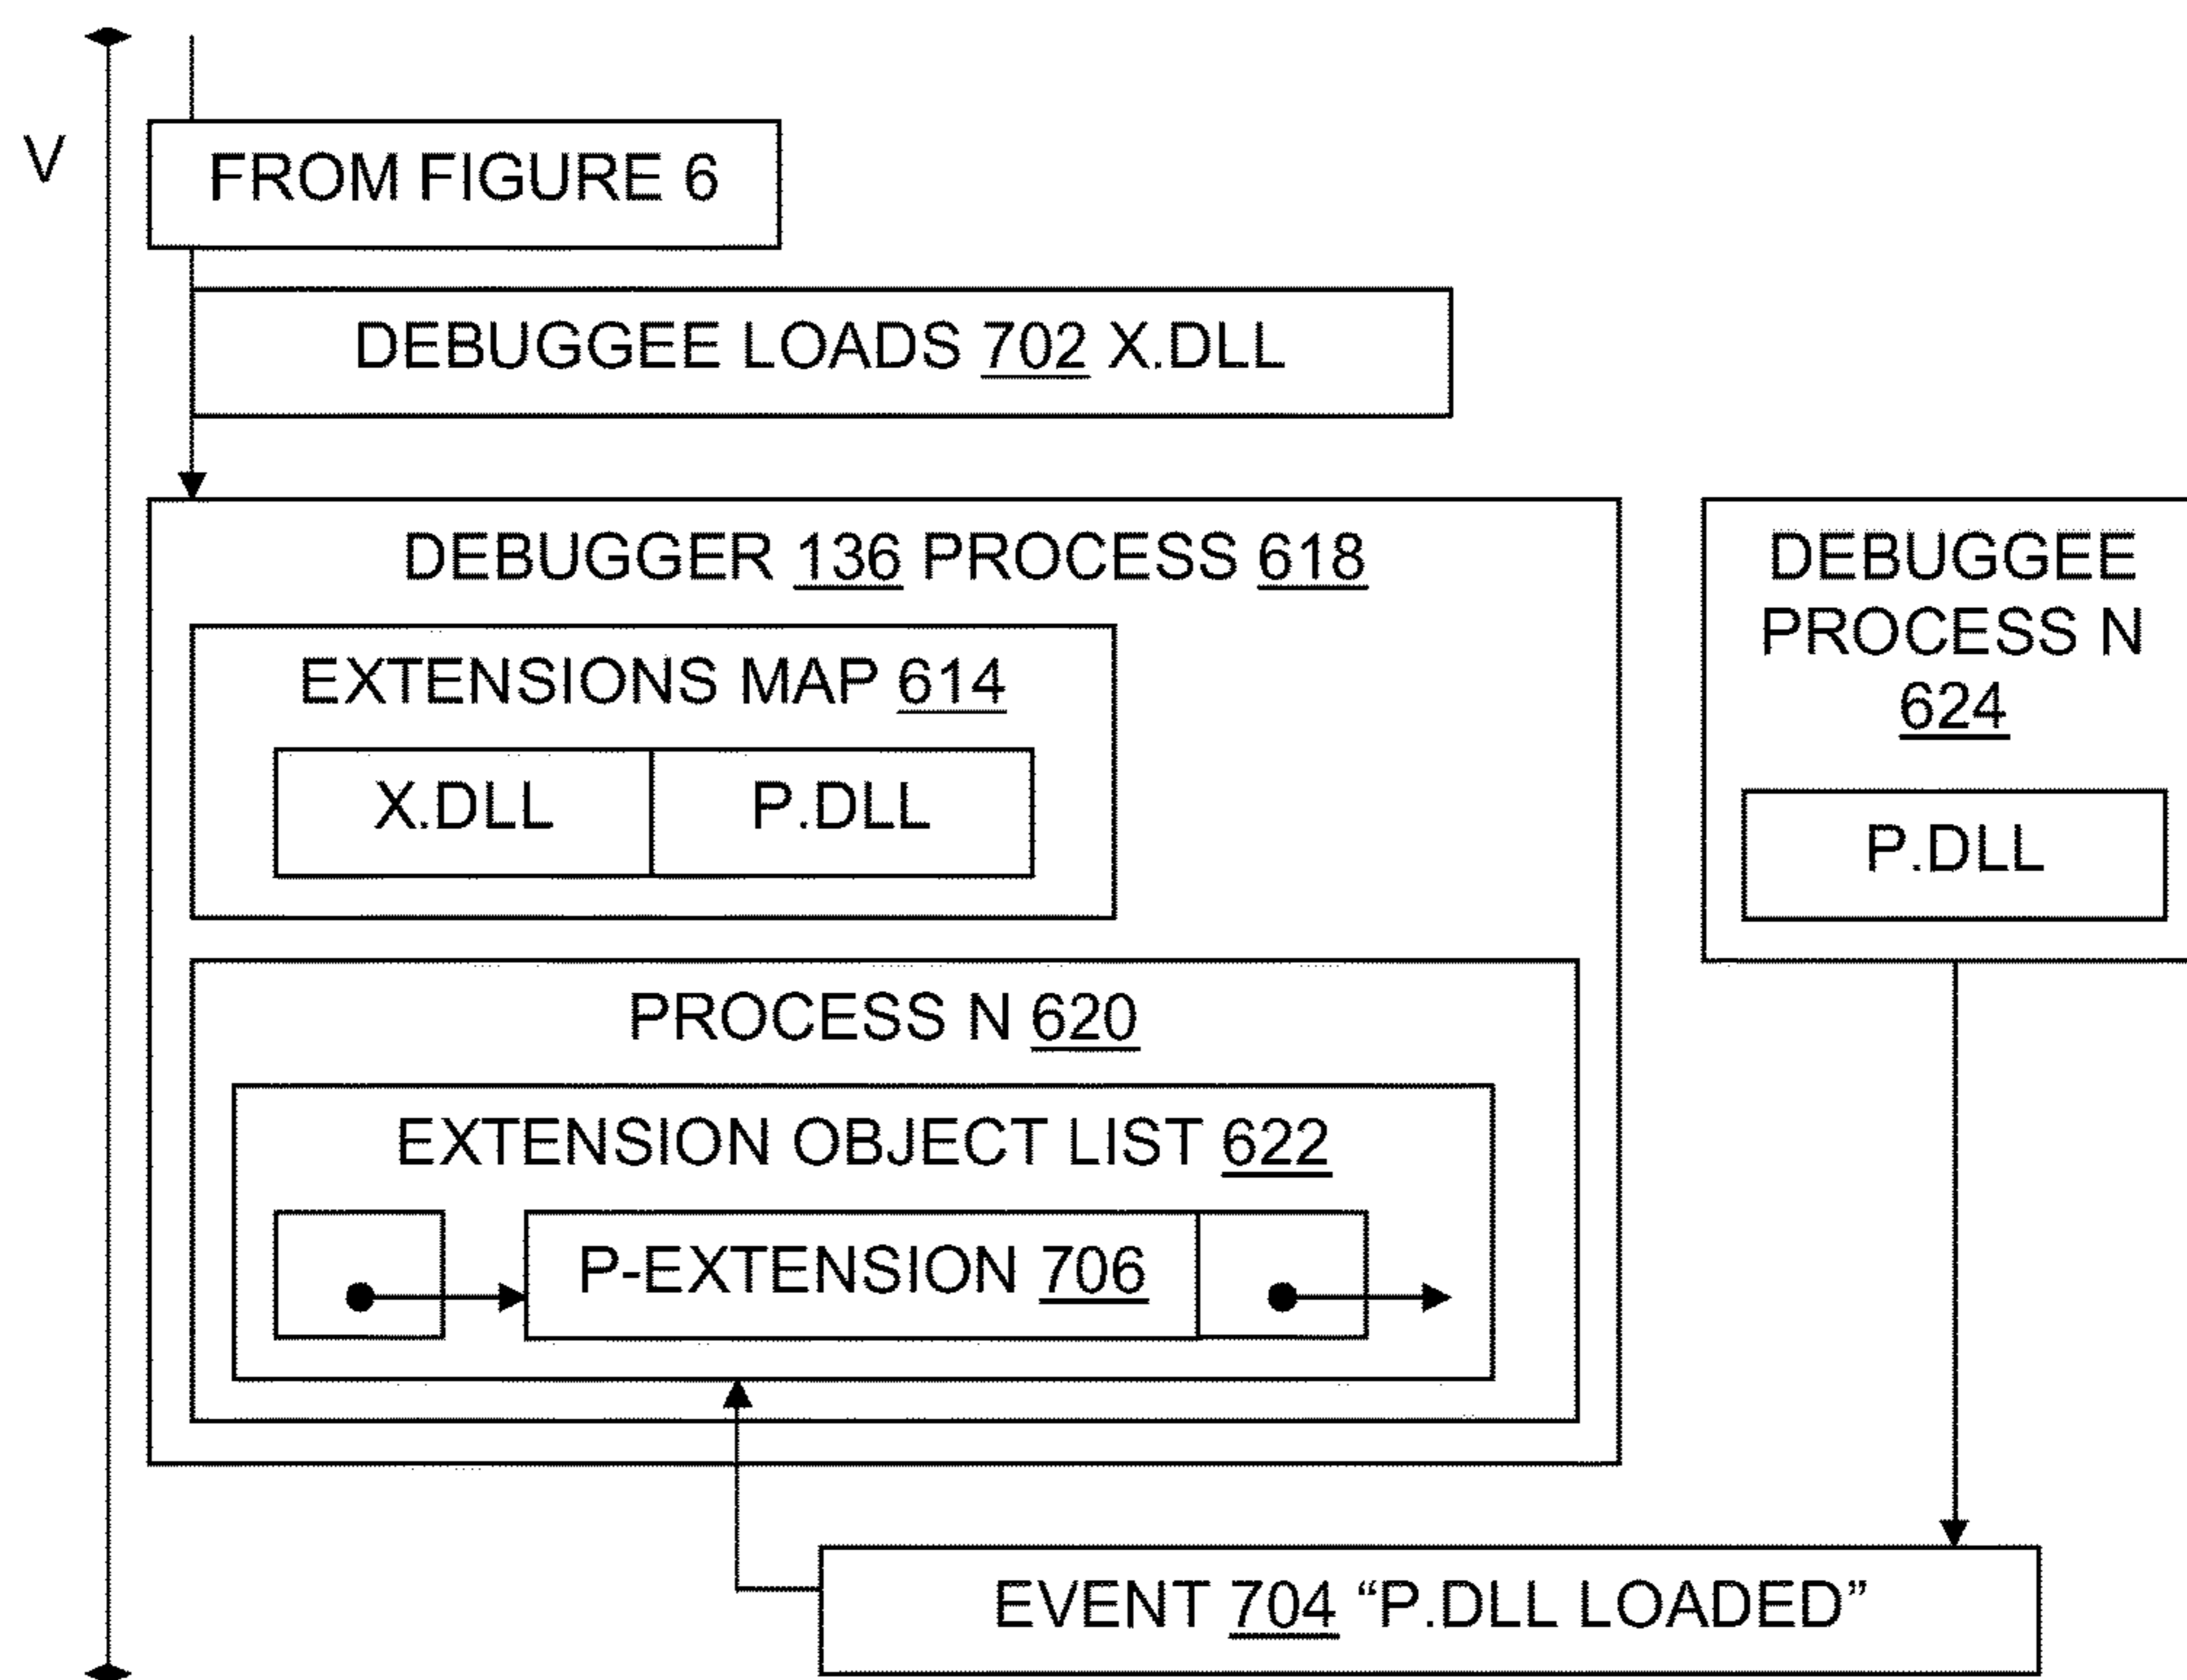 V
FROM FIGURE 6
DEBUGGEE LOADS 702 X.DLL
DEBUGGER 136 PROCESS 618
EXTENSIONS MAP 614
X.DLL
P.DLL
DEBUGGEE
PROCESS N
624
P.DLL
PROCESS N 620
EXTENSION OBJECT LIST 622
P-EXTENSION 706
EVENT 704 “P.DLL LOADED”